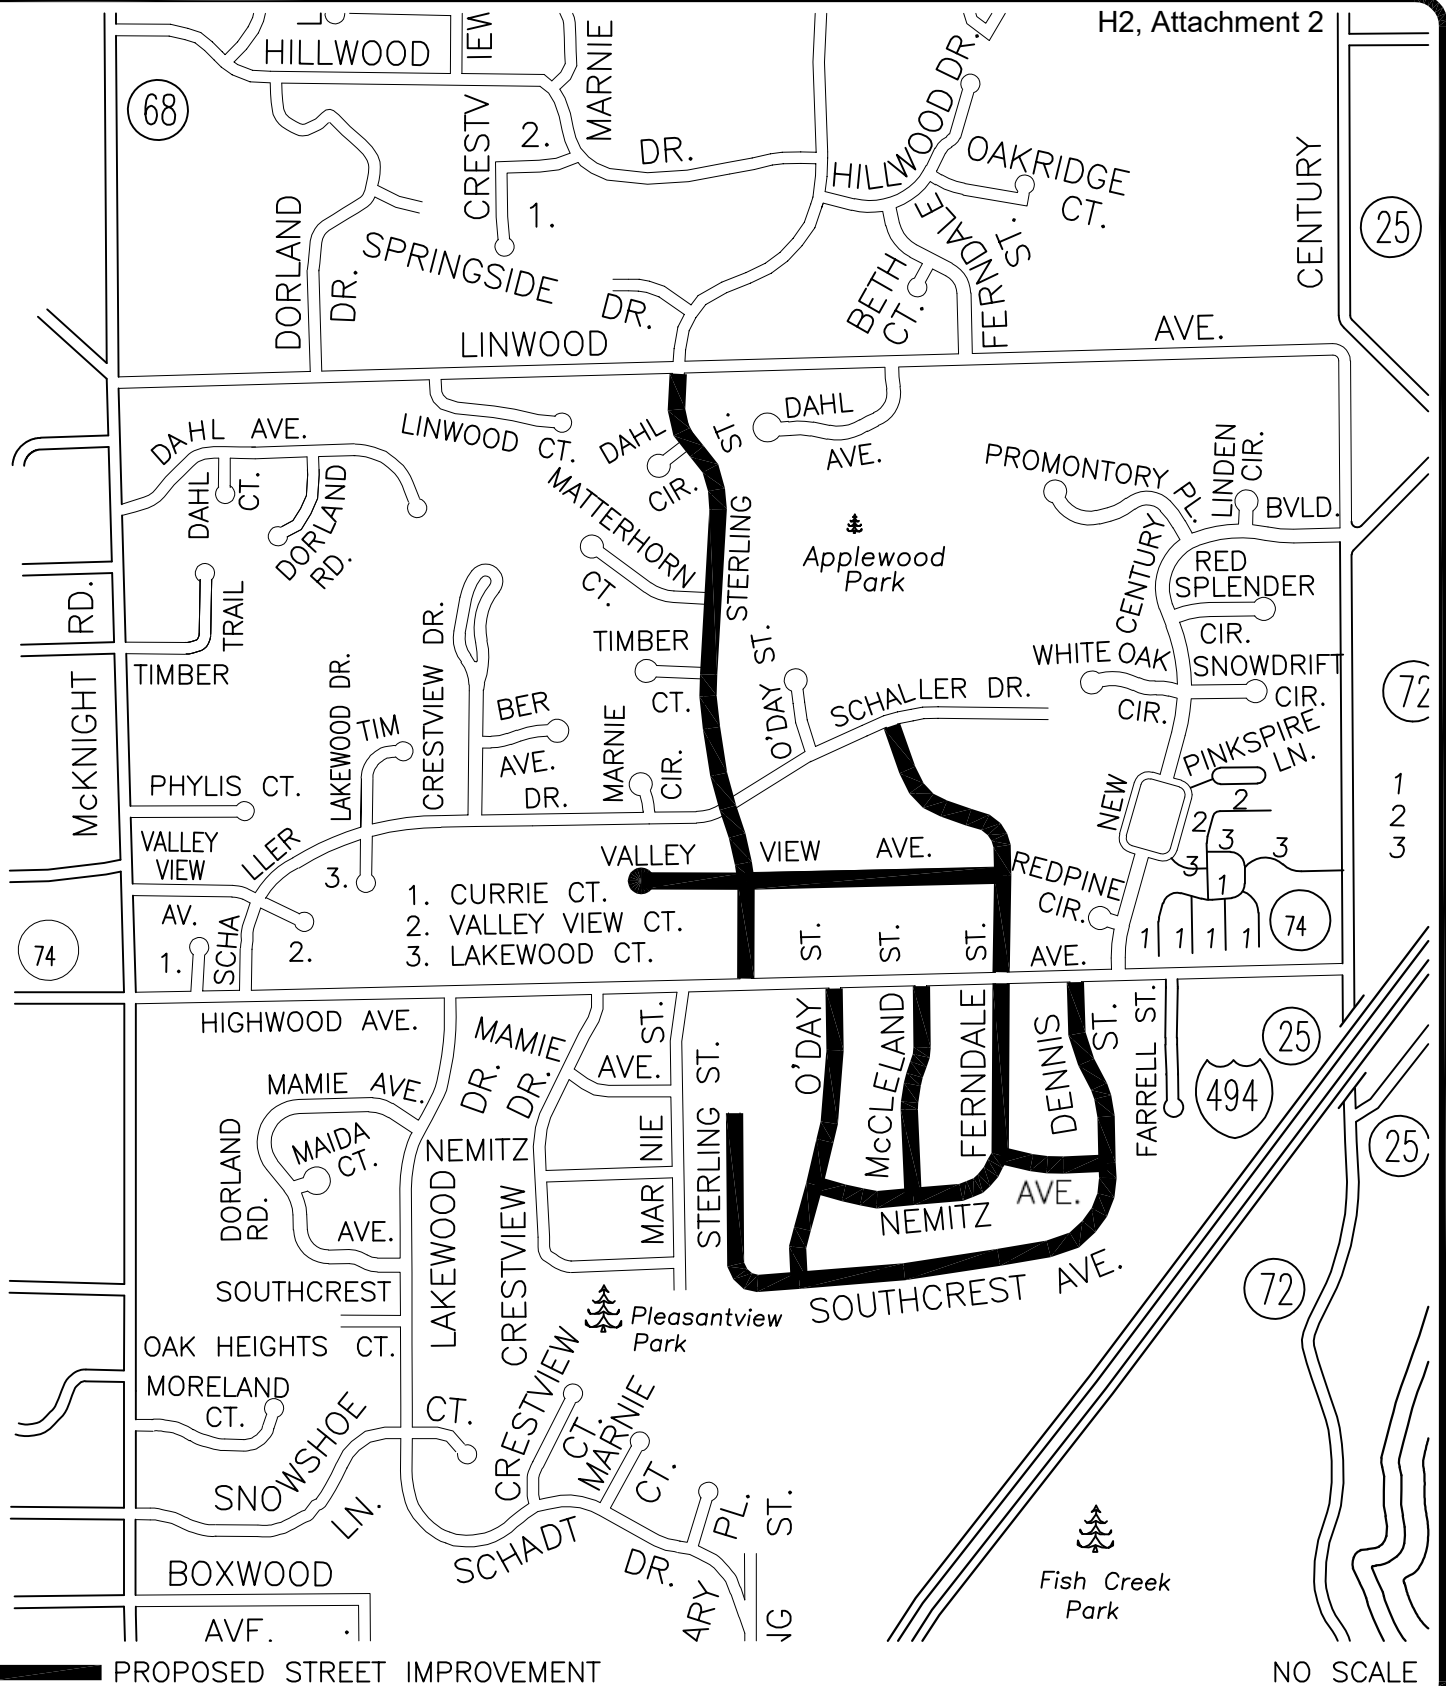 H2, Attachment 2
HILLWOOD
IEW
MARNIE
HILLWOOD DR.
68
CRESTV
2.
DR.
OAKRIDGE
CT.
CENTURY
25
1.
DORLAND
DR.
SPRINGSIDE
DR.
BETH
CT.
FERNDALE
ST.
LINWOOD
AVE.
DAHL AVE.
LINWOOD CT.
DAHL
CIR.
ST.
DAHL
AVE.
DAHL
CT.
DORLAND
RD.
MATTERHORN
CT.
STERLING
Applewood
Park
PROMONTORY PL.
LINDEN
CIR.
BVLD.
CENTURY
RED
SPLENDER
CIR.
RD.
TRAIL
TIMBER
McKNIGHT
LAKEWOOD DR.
CRESTVIEW DR.
TIMBER
CT.
O'DAY ST.
SCHALLER DR.
WHITE OAK
CIR.
SNOWDRIFT
CIR.
72
TIM
BER
AVE.
MARNIE
CIR.
DR.
PINKSPIRE
LN.
NEW
PHYLIS CT.
VALLEY
VIEW
AV.
LLER
SCHA
3.
1.
2.
1. CURRIE CT.
2. VALLEY VIEW CT.
3. LAKEWOOD CT.
VALLEY VIEW AVE.
REDPINE
CIR.
2
2
3
3
3
1
1
1
1
1
1
2
3
74
74
ST.
ST.
ST.
AVE.
HIGHWOOD AVE.
MAMIE
AVE.
ST.
DR.
DR.
STERLING ST.
O'DAY
McCLELAND
FERNDALE
DENNIS
ST.
FARRELL ST.
25
494
25
MAMIE AVE.
DORLAND
RD.
MAIDA
CT.
AVE.
NEMITZ
NIE
MAR
LAKEWOOD
CRESTVIEW
NEMITZ
AVE.
SOUTHCREST
SOUTHCREST AVE.
72
Pleasantview
Park
OAK HEIGHTS CT.
MORELAND
CT.
SNOWSHOE
LN.
CT.
CRESTVIEW
CT.
MARNIE
CT.
PL.
ST.
SCHADT
DR.
ARY
Fish Creek
Park
BOXWOOD
PROPOSED STREET IMPROVEMENT
NO SCALE